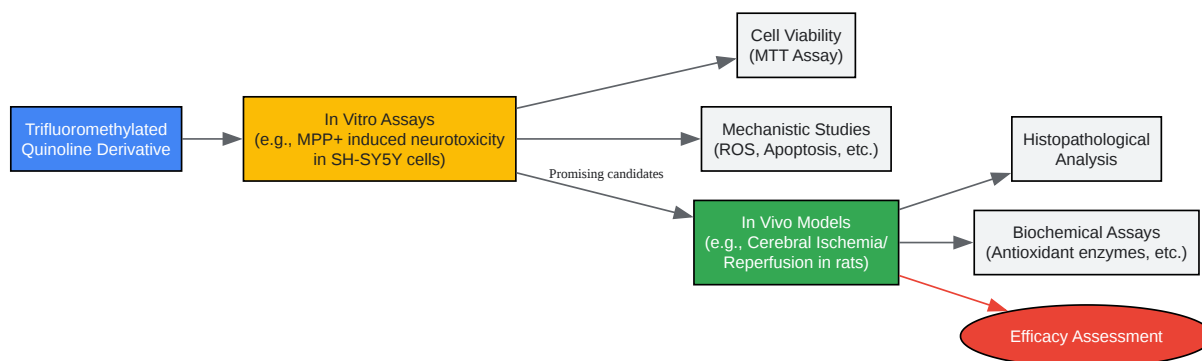 Trifluoromethylated
Quinoline Derivative
In Vitro Assays
(e.g., MPP+ induced neurotoxicity
in SH-SY5Y cells)
Cell Viability
(MTT Assay)
Mechanistic Studies
(ROS, Apoptosis, etc.)
Promising candidates
In Vivo Models
(e.g., Cerebral Ischemia/
Reperfusion in rats)
Histopathological
Analysis
Biochemical Assays
(Antioxidant enzymes, etc.)
Efficacy Assessment